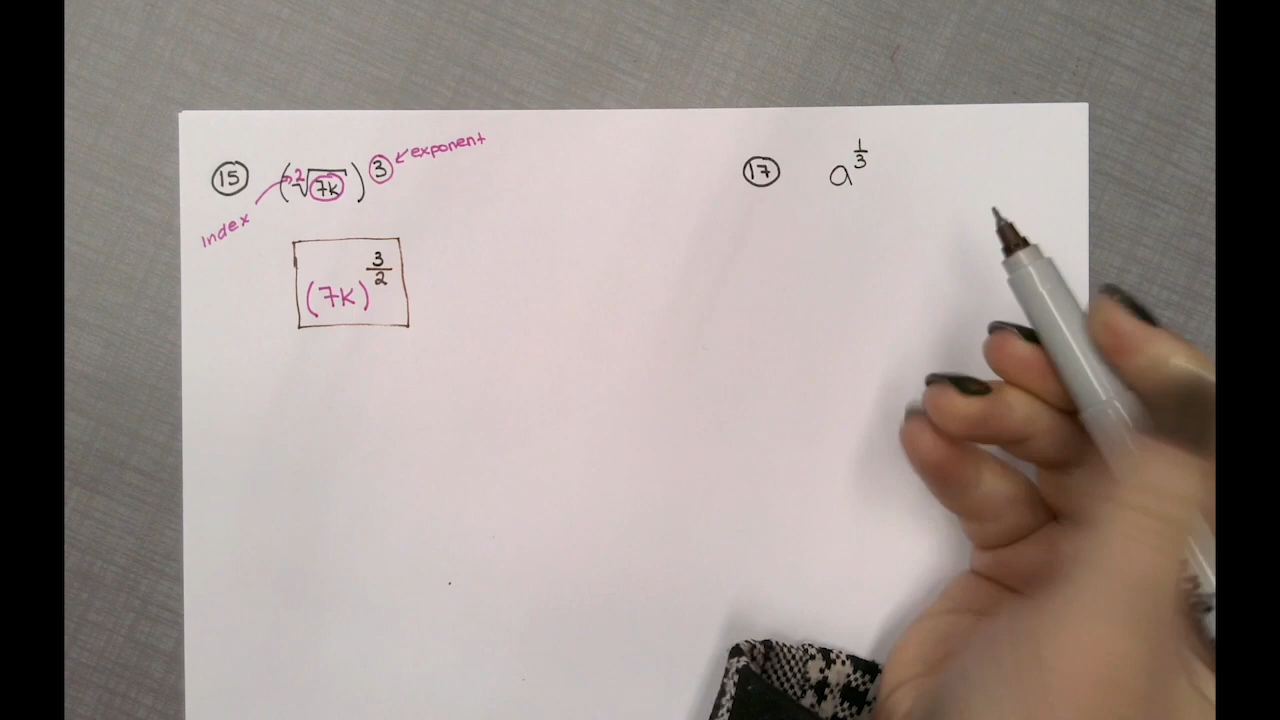 ⑮ (²√7k)³ ← exponent
index
(7k)^(3/2)
⑰ a^(1/3)